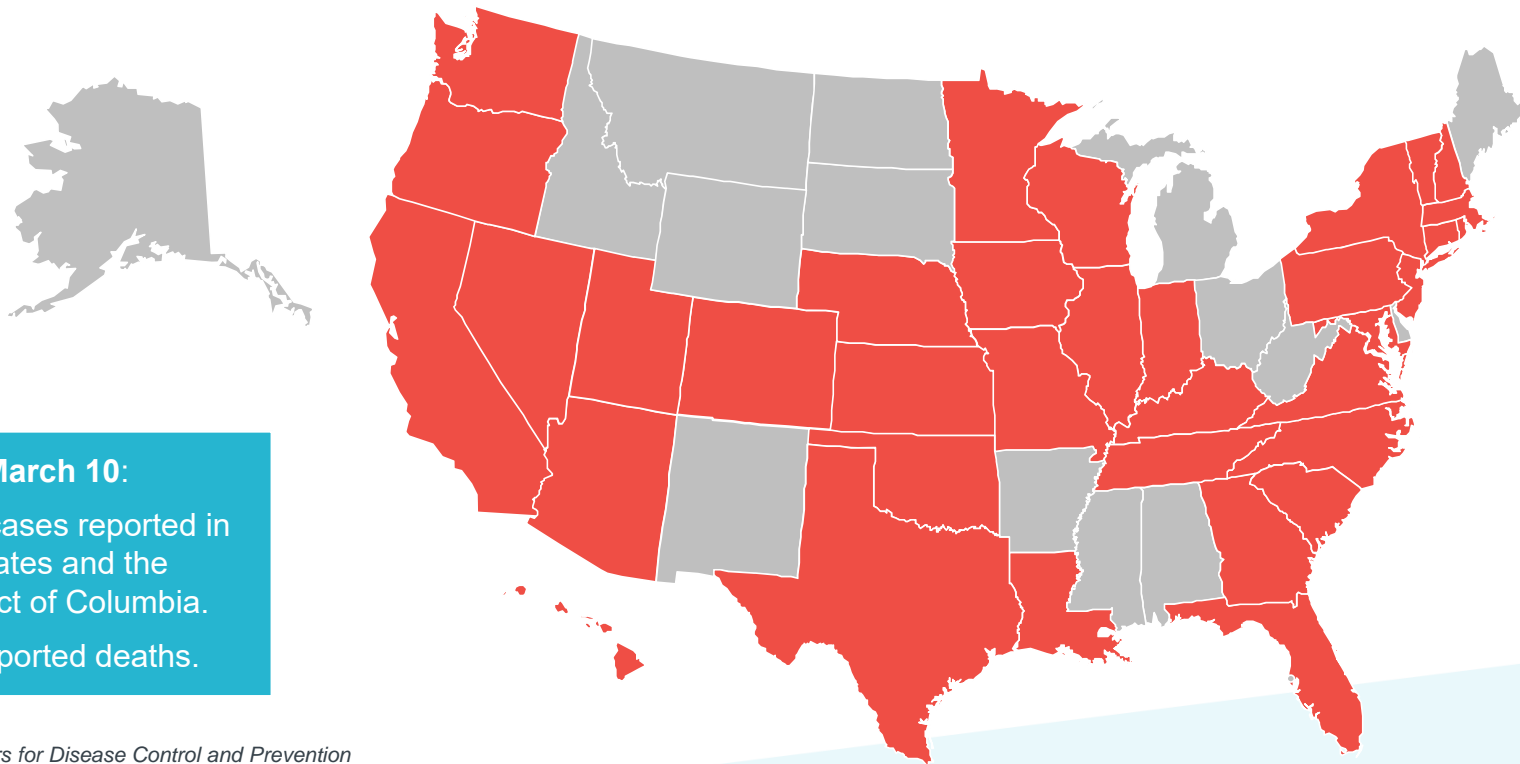 March 10:
cases reported in
ates and the
ct of Columbia.
ported deaths.
rs for Disease Control and Prevention